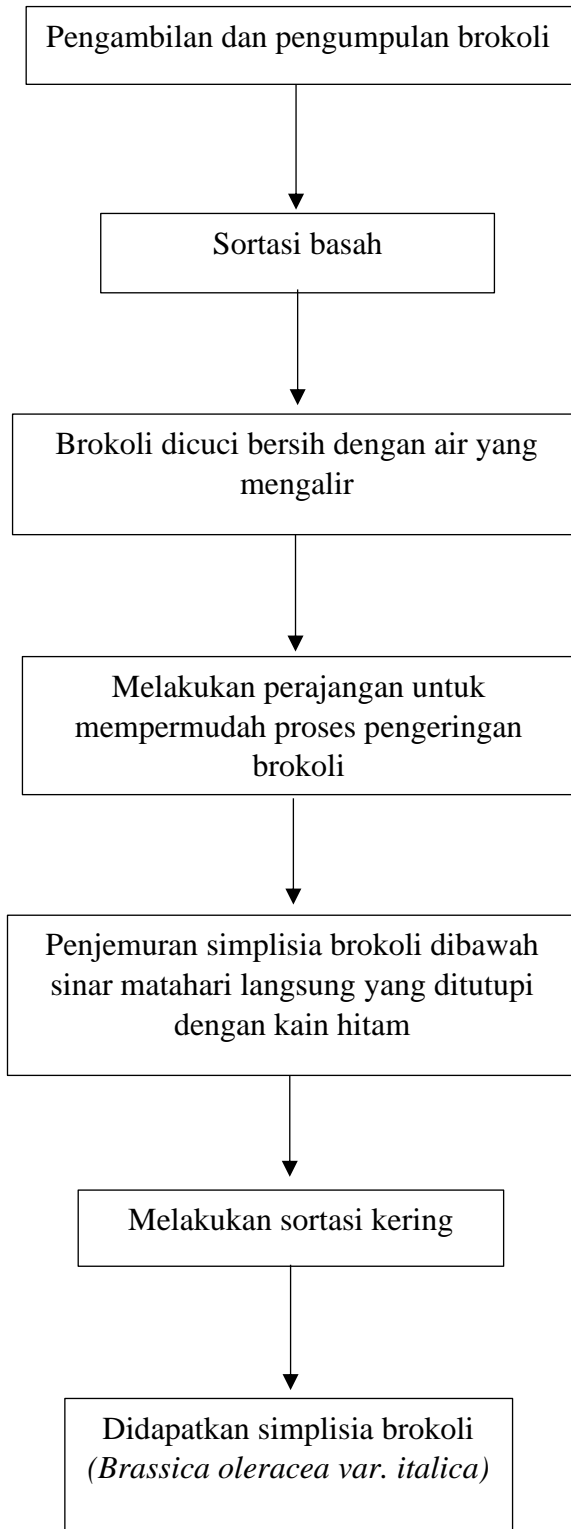 Pengambilan dan pengumpulan brokoli
Sortasi basah
Brokoli dicuci bersih dengan air yang
mengalir
Melakukan perajangan untuk
mempermudah proses pengeringan
brokoli
Penjemuran simplisia brokoli dibawah
sinar matahari langsung yang ditutupi
dengan kain hitam
Melakukan sortasi kering
Didapatkan simplisia brokoli
(Brassica oleracea var. italica)